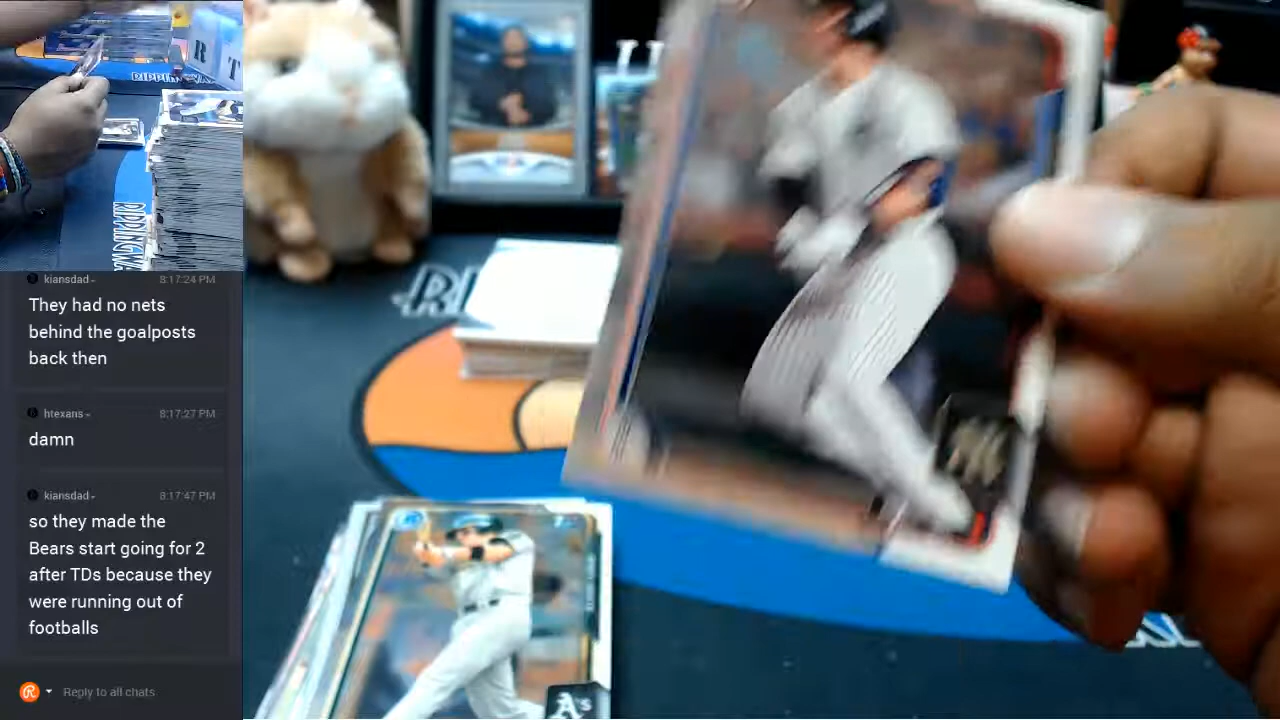 R
T
RIPPIN
RIPPINGWA
kiansdad- 8:17:24 PM
They had no nets
behind the goalposts
back then
htexans- 8:17:27 PM
damn
kiansdad- 8:17:47 PM
so they made the
Bears start going for 2
after TDs because they
were running out of
footballs
Reply to all chats
A's